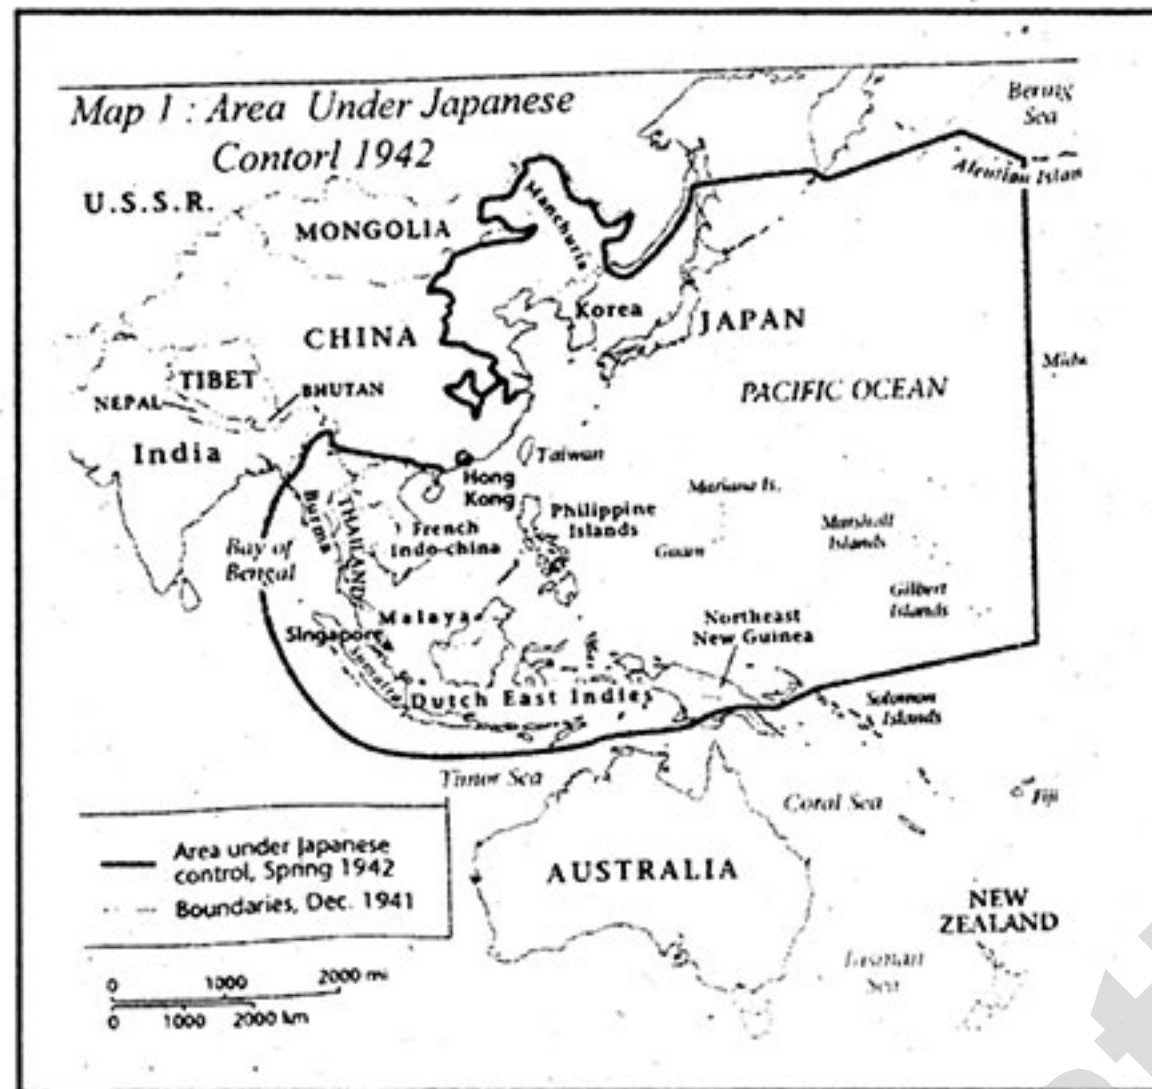 Map 1 : Area Under Japanese
Contorl 1942
Bering
Sea
Aleutian Islan
U.S.S.R.
MONGOLIA
Manchuria
Korea
JAPAN
CHINA
TIBET
NEPAL
BHUTAN
India
PACIFIC OCEAN
Taiwan
Hong
Kong
Mariana Is.
Philippine
Islands
Guam
Marshall
Islands
Gilbert
Islands
Burma
THAILAND
French
Indo-china
Bay of
Bengal
Malaya
Singapore
Sumatra
Northeast
New Guinea
Dutch East Indies
Solomon
Islands
Timor Sea
Coral Sea
Fiji
AUSTRALIA
NEW
ZEALAND
Tasman
Sea
Area under Japanese
control, Spring 1942
Boundaries, Dec. 1941
0 1000 2000 mi
0 1000 2000 km